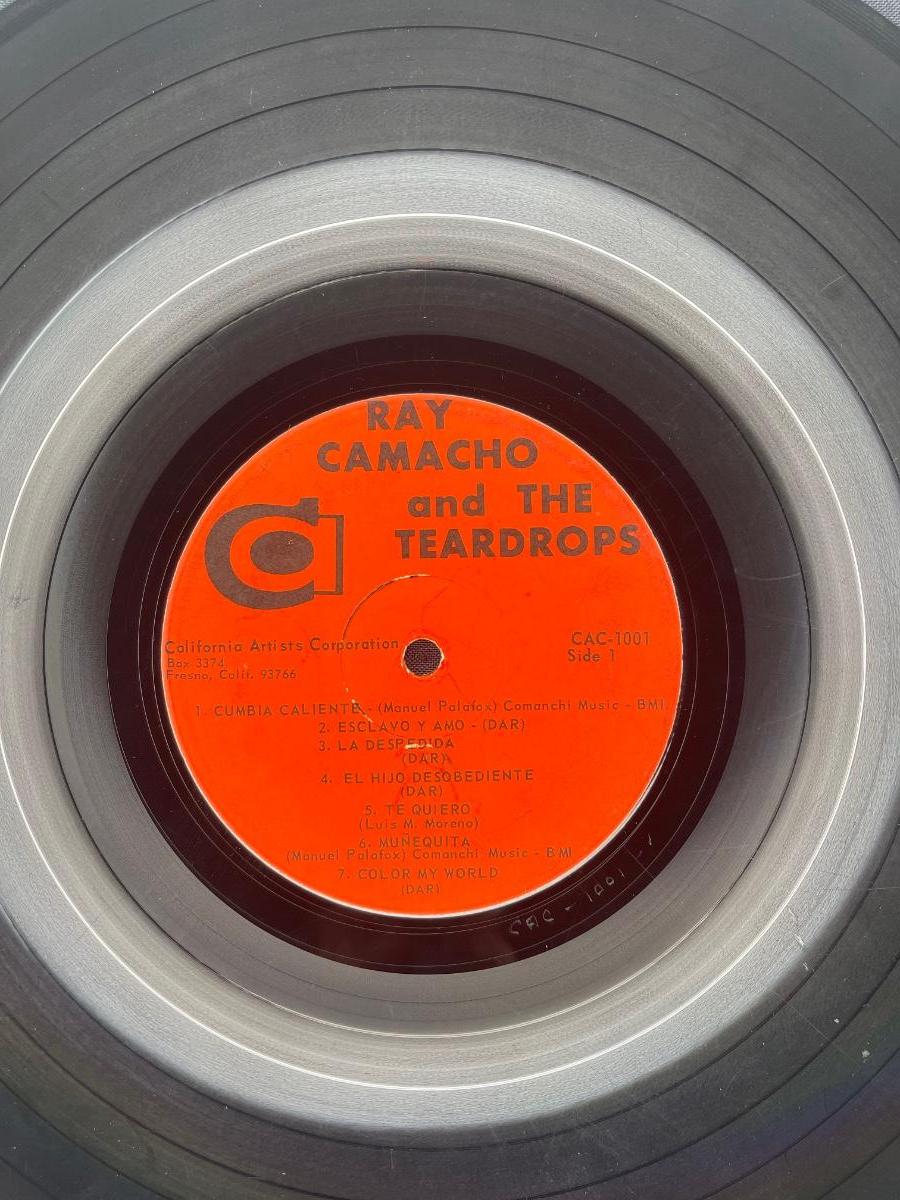 RAY
CAMACHO
and THE
TEARDROPS
California Artists Corporation
Box 3374
Fresno, Calif. 93766
CAC-1001
Side 1
1. CUMBIA CALIENTE - (Manuel Palafox) Comanchi Music - BMI
2. ESCLAVO Y AMO - (DAR)
3. LA DESPEDIDA
(DAR)
4. EL HIJO DESOBEDIENTE
(DAR)
5. TE QUIERO
(Luis M. Moreno)
6. MUÑEQUITA
(Manuel Palafox) Comanchi Music - BMI
7. COLOR MY WORLD
(DAR)
CAC-1001-1